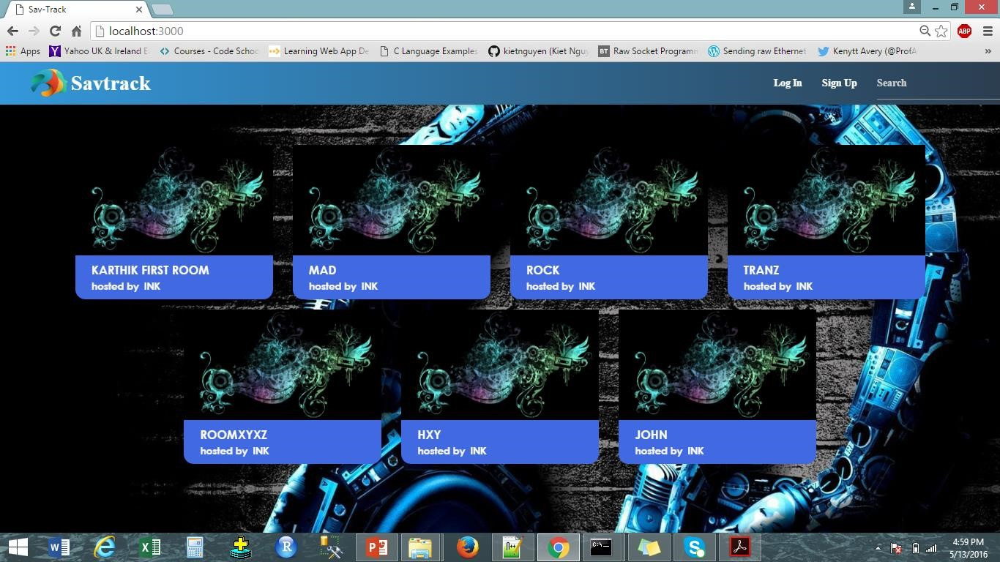 Sav-Track
localhost:3000
ABP
Apps Yahoo UK & Ireland E Courses - Code Schoo Learning Web App De C Language Examples kietnguyen (Kiet Ngu BT Raw Socket Programm Sending raw Ethernet Kenytt Avery (@ProfA »
Savtrack Log In Sign Up Search
KARTHIK FIRST ROOM
hosted by INK
MAD
hosted by INK
ROCK
hosted by INK
TRANZ
hosted by INK
ROOMXYXZ
hosted by INK
HXY
hosted by INK
JOHN
hosted by INK
4:59 PM
5/13/2016